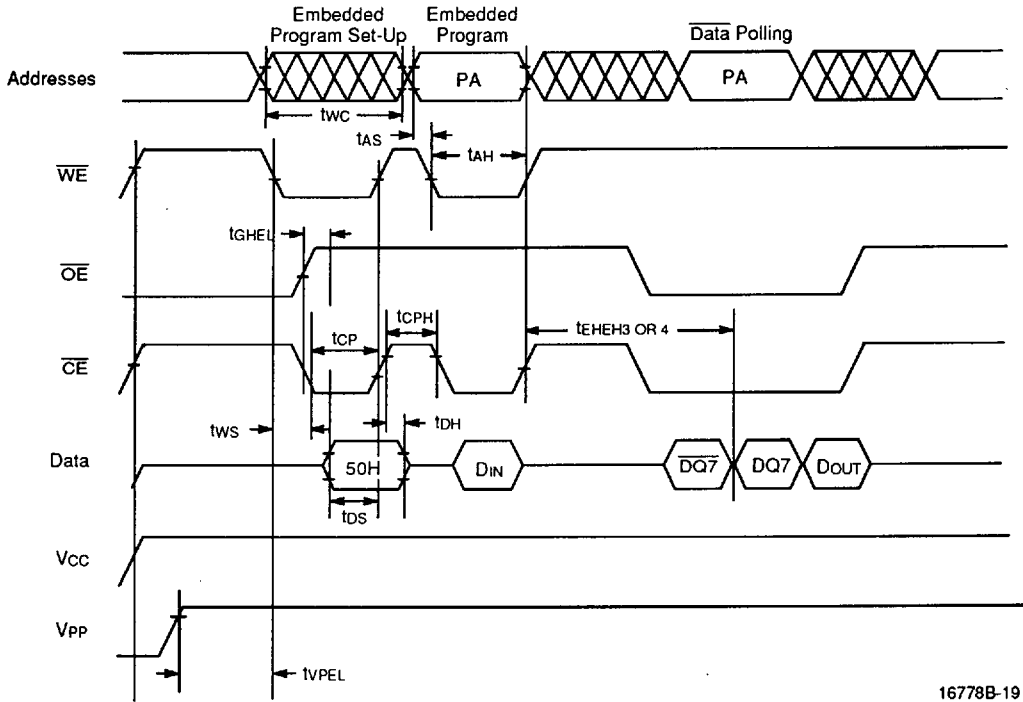 Embedded
Program Set-Up
Embedded
Program
Data Polling
Addresses
PA
PA
tWC
tAS
tAH
WE
tGHEL
OE
tCP
tCPH
tEHEH3 OR 4
CE
tWS
tDH
Data
50H
DIN
DQ7
DQ7
DOUT
tDS
VCC
VPP
tVPEL
16778B-19